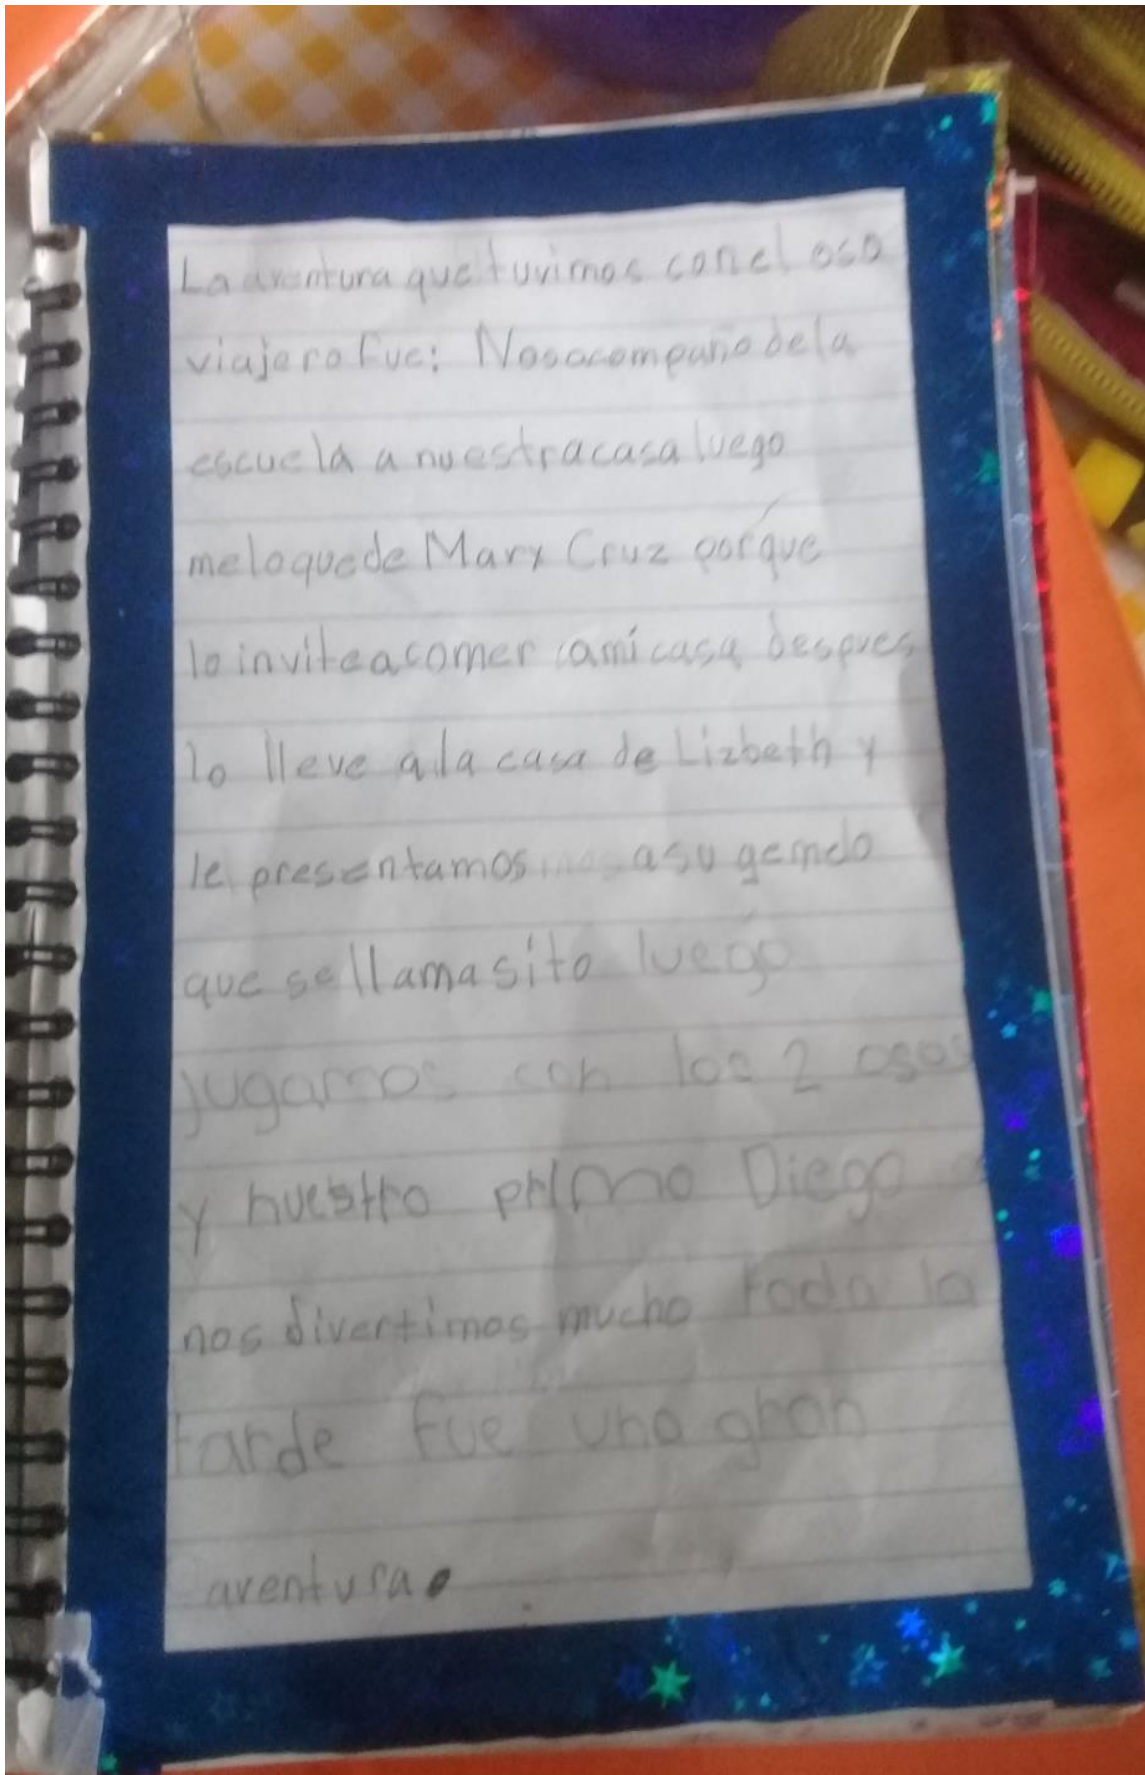 La aventura que tuvimos con el oso
viajero fue: Nos acompaño de la
escuela a nuestra casa luego
me lo quede Mary Cruz porque
lo invite a comer a mi casa despues
lo lleve a la casa de Lizbeth y
le presentamos a su gemelo
que se llama sito luego
jugamos con los 2 osos
y nuestro primo Diego
nos divertimos mucho toda la
tarde fue una gran
aventura.